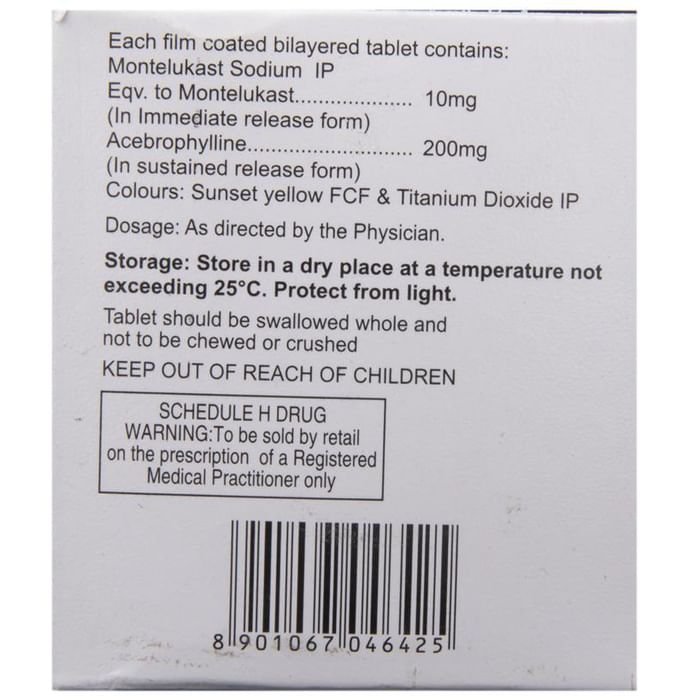 Each film coated bilayered tablet contains:
Montelukast Sodium IP
Eqv. to Montelukast.................... 10mg
(In Immediate release form)
Acebrophylline............................ 200mg
(In sustained release form)
Colours: Sunset yellow FCF & Titanium Dioxide IP
Dosage: As directed by the Physician.
Storage: Store in a dry place at a temperature not
exceeding 25°C. Protect from light.
Tablet should be swallowed whole and
not to be chewed or crushed
KEEP OUT OF REACH OF CHILDREN
SCHEDULE H DRUG
WARNING:To be sold by retail
on the prescription of a Registered
Medical Practitioner only
8 901067 046425